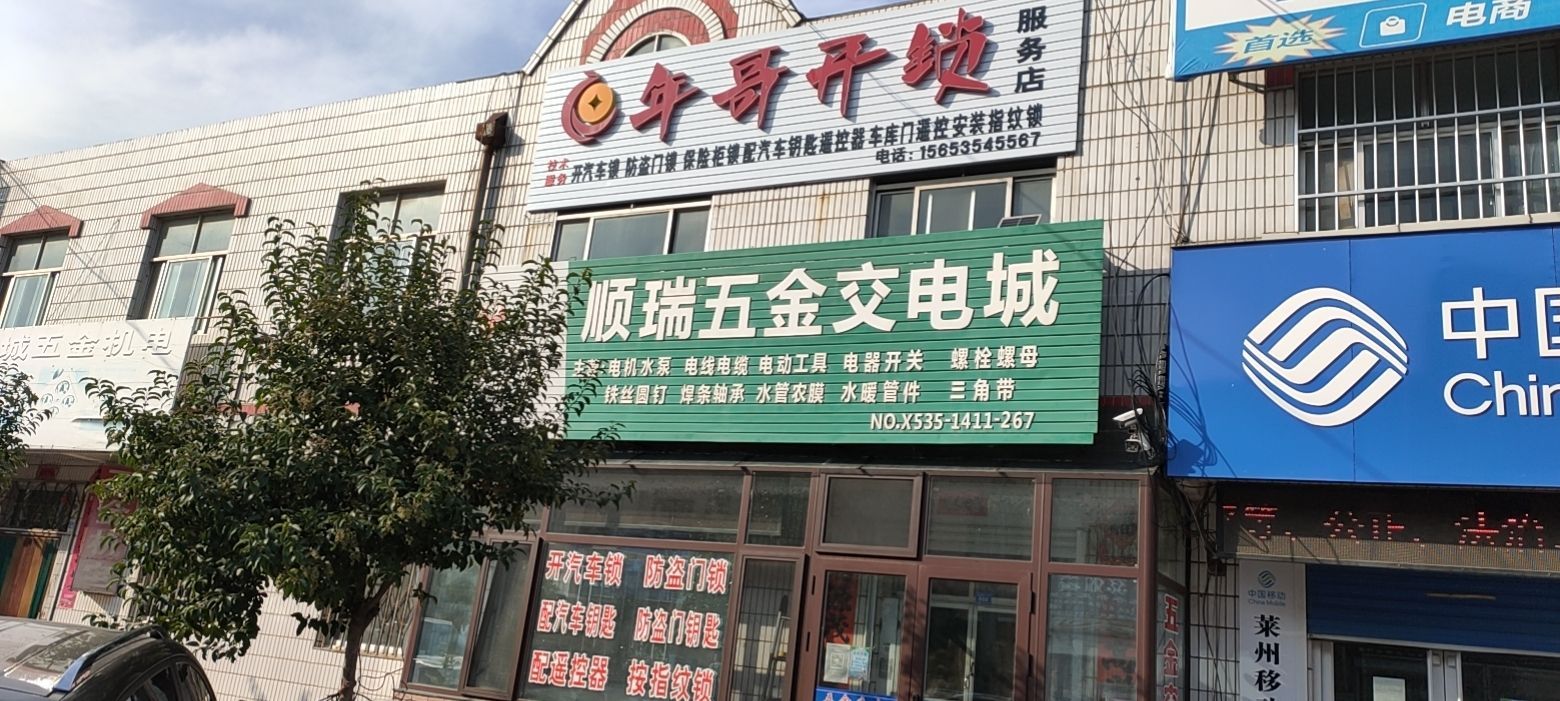 年哥开锁
服务店
技术
服务
开汽车锁 防盗门锁 保险柜锁配汽车钥匙遥控器车库门遥控安装指纹锁
电话：15653545567
首选
电商
顺瑞五金交电城
主营：电机水泵 电线电缆 电动工具 电器开关 螺栓螺母
铁丝圆钉 焊条轴承 水管农膜 水暖管件 三角带
NO.X535-1411-267
城五金机电
中国
Chin
开汽车锁 防盗门锁
配汽车钥匙 防盗门钥匙
配遥控器 按指纹锁
五金交
中国移动
China Mobile
莱州移动